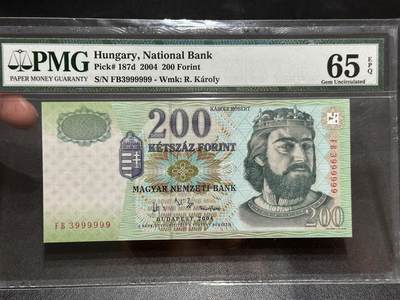 PMG
PAPER MONEY GUARANTY
Hungary, National Bank
Pick# 187d 2004 200 Forint
S/N FB3999999 - Wmk: R. Károly
65 EPQ
Gem Uncirculated
KÁROLY RÓBERT
200
KÉTSZÁZ FORINT
MAGYAR NEMZETI BANK
BUDAPEST 2004
FB 3999999
FB 3999999
200